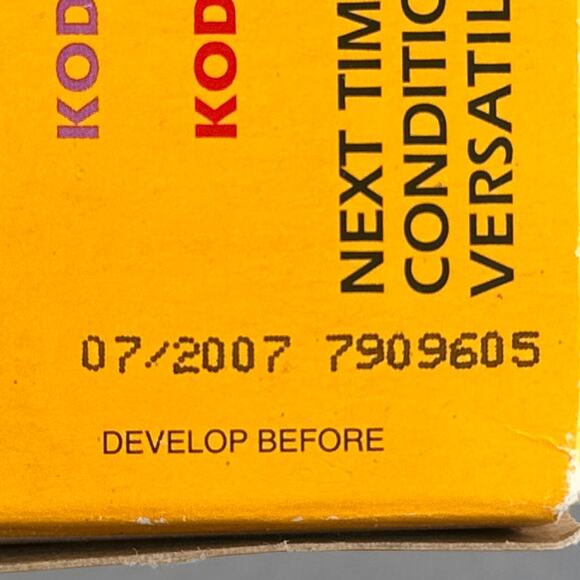 KOD
KOD
NEXT TIM
CONDITIO
VERSATIL
07/2007 7909605
DEVELOP BEFORE